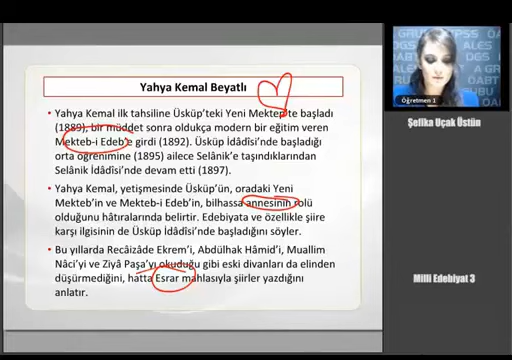 Yahya Kemal Beyatlı
Yahya Kemal ilk tahsiline Üsküp'teki Yeni Mektep'te başladı
(1889), bir müddet sonra oldukça modern bir eğitim veren
Mekteb-i Edeb'e girdi (1892). Üsküp İdâdîsi'nde başladığı
orta öğrenimine (1895) ailece Selânik'e taşındıklarından
Selânik İdâdîsi'nde devam etti (1897).
Yahya Kemal, yetişmesinde Üsküp'ün, oradaki Yeni
Mekteb'in ve Mekteb-i Edeb'in, bilhassa annesinin rolü
olduğunu hâtıralarında belirtir. Edebiyata ve özellikle şiire
karşı ilgisinin de Üsküp İdâdîsi'nde başladığını söyler.
Bu yıllarda Recâizâde Ekrem'i, Abdülhak Hâmid'i, Muallim
Nâci'yi ve Ziyâ Paşa'yı okuduğu gibi eski divanları da elinden
düşürmediğini, hatta Esrar mahlasıyla şiirler yazdığını
anlatır.
Öğretmen 1
Şefika Uçak Üstün
Milli Edebiyat 3